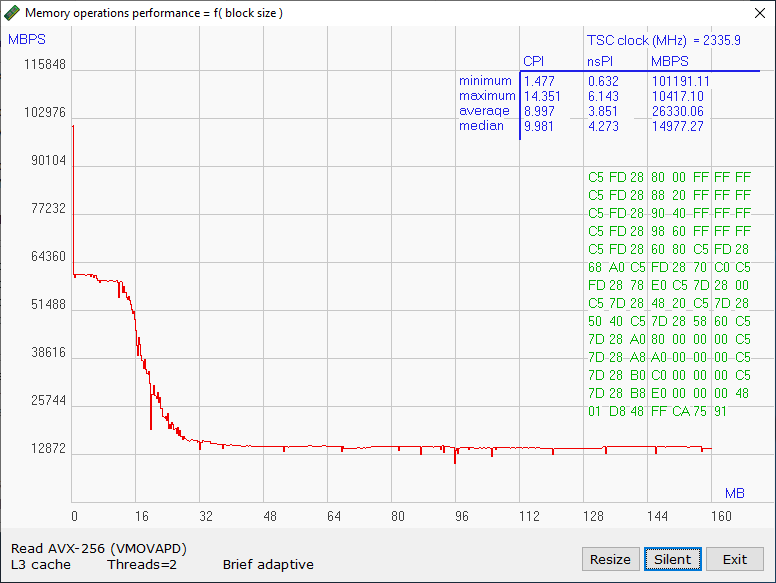 Memory operations performance = f( block size )
MBPS
TSC clock (MHz) = 2335.9
CPI nsPI MBPS
minimum 1.477 0.632 101191.11
maximum 14.351 6.143 10417.10
average 8.997 3.851 26330.06
median 9.981 4.273 14977.27
115848
102976
90104
77232
64360
51488
38616
25744
12872
C5 FD 28 80 00 FF FF FF
C5 FD 28 88 20 FF FF FF
C5 FD 28 90 40 FF FF FF
C5 FD 28 98 60 FF FF FF
C5 FD 28 60 80 C5 FD 28
68 A0 C5 FD 28 70 C0 C5
FD 28 78 E0 C5 7D 28 00
C5 7D 28 48 20 C5 7D 28
50 40 C5 7D 28 58 60 C5
7D 28 A0 80 00 00 00 C5
7D 28 A8 A0 00 00 00 C5
7D 28 B0 C0 00 00 00 C5
7D 28 B8 E0 00 00 00 48
01 D8 48 FF CA 75 91
MB
0 16 32 48 64 80 96 112 128 144 160
Read AVX-256 (VMOVAPD)
L3 cache Threads=2 Brief adaptive
Resize Silent Exit